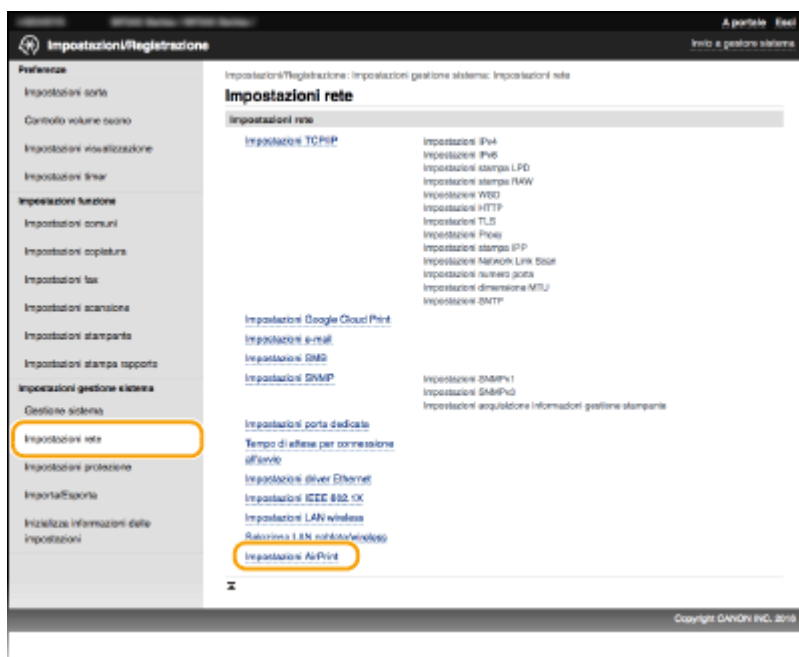 A portale Esci
Impostazioni/Registrazione
Invio a gestore sistema
Preferenze
Impostazioni carta
Controllo volume suono
Impostazioni visualizzazione
Impostazioni timer
Impostazioni funzione
Impostazioni comuni
Impostazioni copiatura
Impostazioni fax
Impostazioni scansione
Impostazioni stampante
Impostazioni stampa rapporto
Impostazioni gestione sistema
Gestione sistema
Impostazioni rete
Impostazioni protezione
Importa/Esporta
Inizializza informazioni delle
impostazioni
Impostazioni/Registrazione: Impostazioni gestione sistema: Impostazioni rete
Impostazioni rete
Impostazioni rete
Impostazioni TCP/IP
Impostazioni IPv4
Impostazioni IPv6
Impostazioni stampa LPD
Impostazioni stampa RAW
Impostazioni WSD
Impostazioni HTTP
Impostazioni TLS
Impostazioni Proxy
Impostazioni stampa IPP
Impostazioni Network Link Scan
Impostazioni numero porta
Impostazioni dimensione MTU
Impostazioni SNTP
Impostazioni Google Cloud Print
Impostazioni e-mail
Impostazioni SMB
Impostazioni SNMP
Impostazioni SNMPv1
Impostazioni SNMPv3
Impostazioni acquisizione informazioni gestione stampante
Impostazioni porta dedicata
Tempo di attesa per connessione
all'avvio
Impostazioni driver Ethernet
Impostazioni IEEE 802.1X
Impostazioni LAN wireless
Seleziona LAN cablata/wireless
Impostazioni AirPrint
Copyright CANON INC. 2018